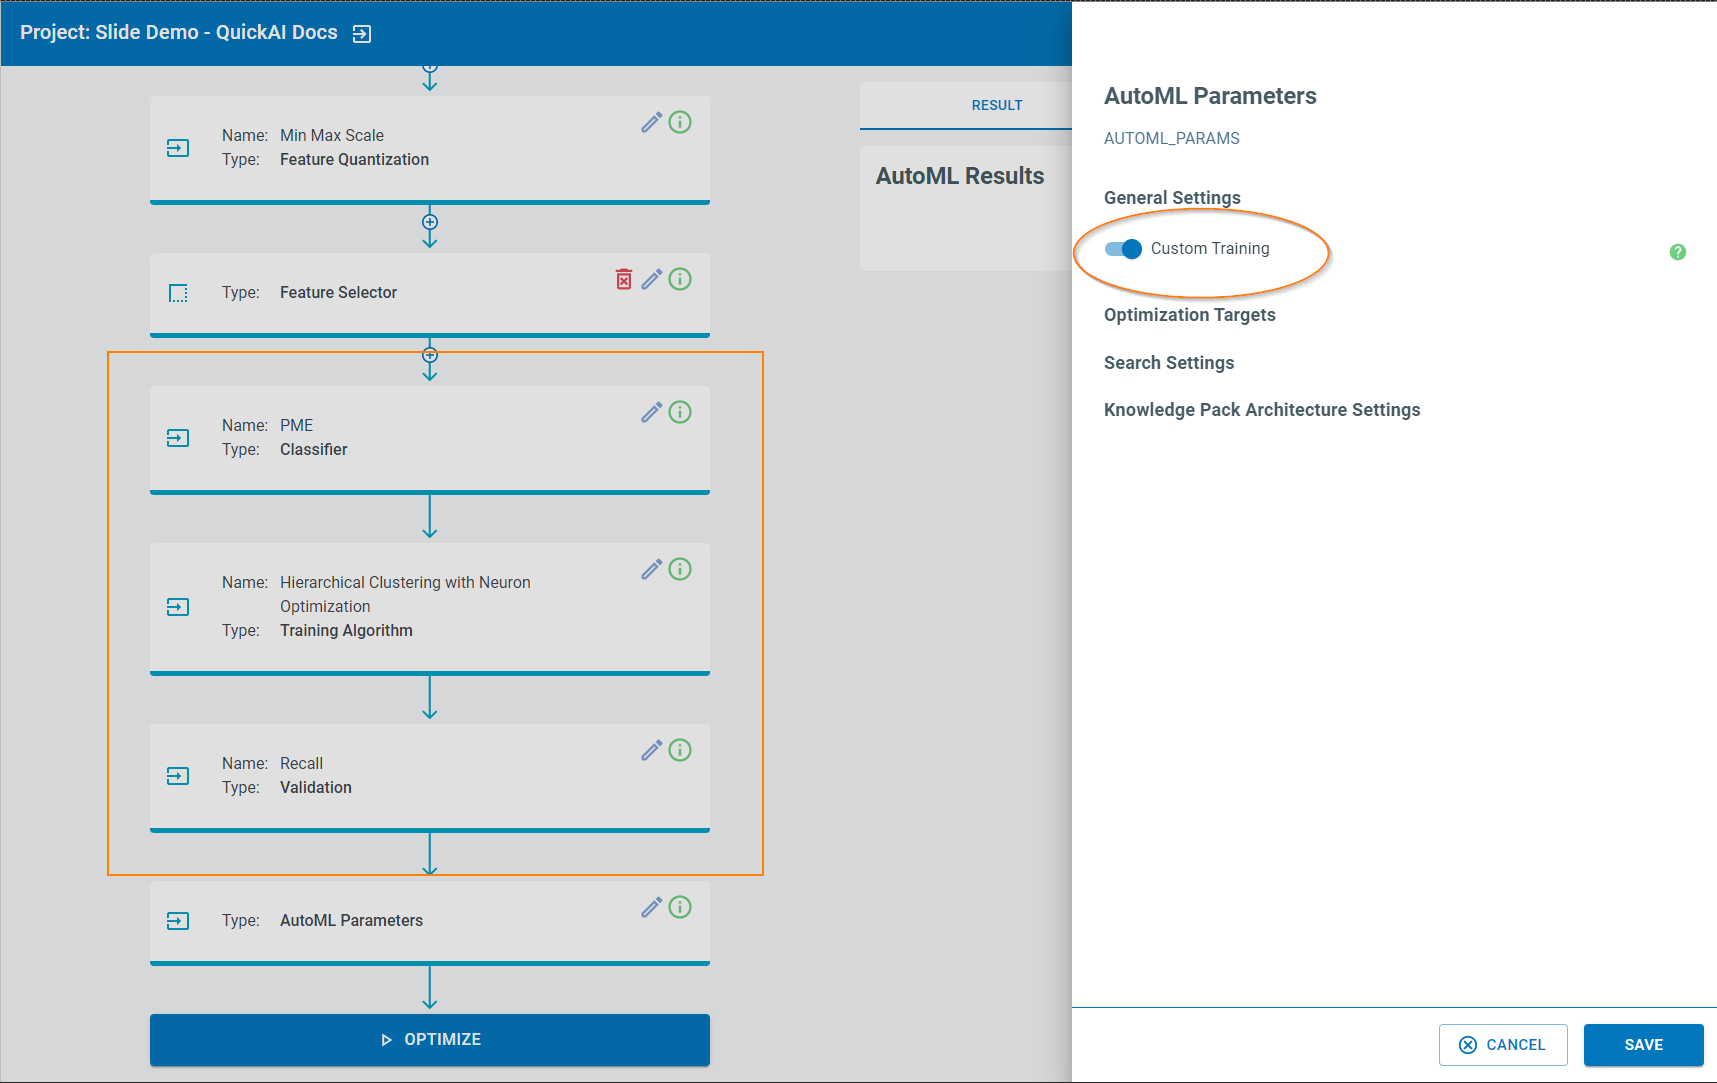 Project: Slide Demo - QuickAI Docs
Name: Min Max Scale
Type: Feature Quantization
Type: Feature Selector
Name: PME
Type: Classifier
Name: Hierarchical Clustering with Neuron
Optimization
Type: Training Algorithm
Name: Recall
Type: Validation
Type: AutoML Parameters
OPTIMIZE
RESULT
AutoML Results
AutoML Parameters
AUTOML_PARAMS
General Settings
Custom Training
Optimization Targets
Search Settings
Knowledge Pack Architecture Settings
CANCEL
SAVE